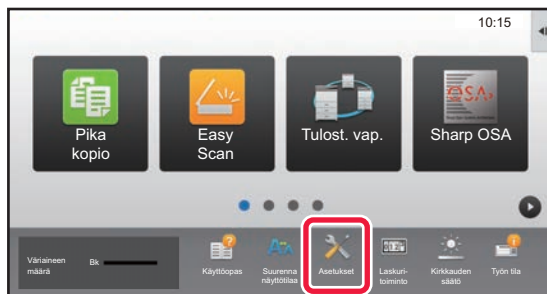 10:15
Pika
kopio
Easy
Scan
Tulost. vap.
OSA
Sharp OSA
Väriaineen
määrä
Bk
Käyttöopas
Suurenna
näyttötilaa
Asetukset
Laskuri-
toiminto
Kirkkauden
säätö
Työn tila